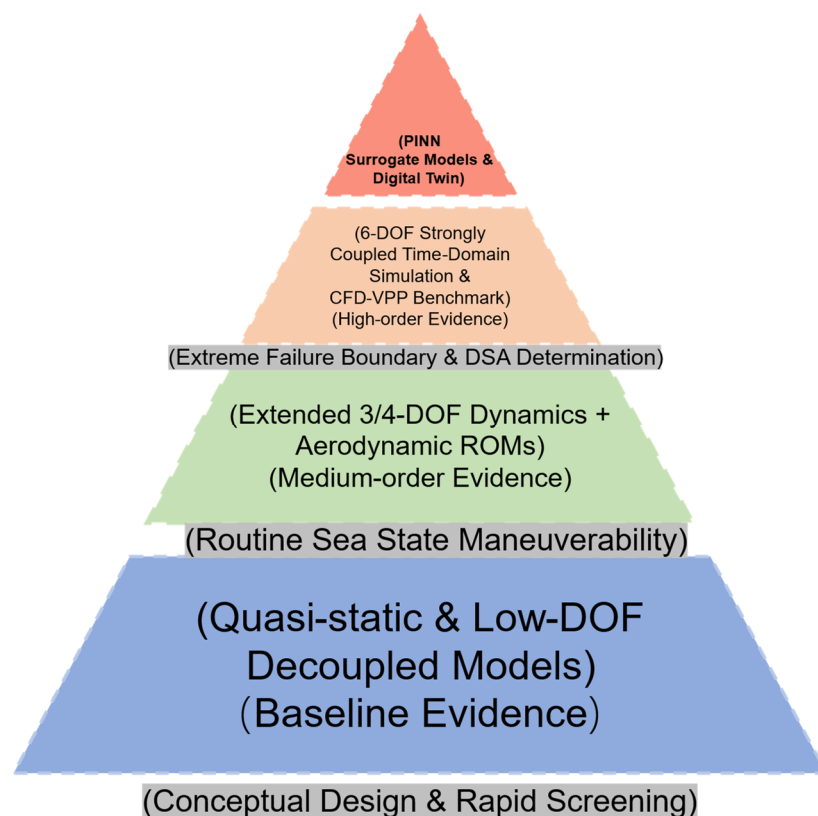 (PINN
Surrogate Models &
Digital Twin)
(6-DOF Strongly
Coupled Time-Domain
Simulation &
CFD-VPP Benchmark)
(High-order Evidence)
(Extreme Failure Boundary & DSA Determination)
(Extended 3/4-DOF Dynamics +
Aerodynamic ROMs)
(Medium-order Evidence)
(Routine Sea State Maneuverability)
(Quasi-static & Low-DOF
Decoupled Models)
（Baseline Evidence）
(Conceptual Design & Rapid Screening)